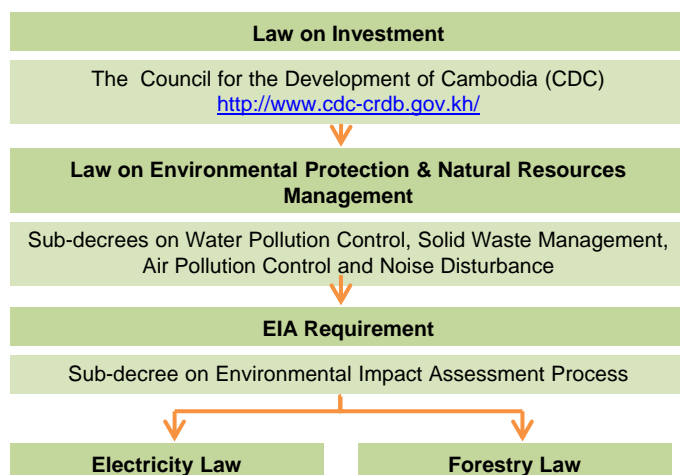 Law on Investment
The Council for the Development of Cambodia (CDC)
http://www.cdc-crdb.gov.kh/
Law on Environmental Protection & Natural Resources
Management
Sub-decrees on Water Pollution Control, Solid Waste Management,
Air Pollution Control and Noise Disturbance
EIA Requirement
Sub-decree on Environmental Impact Assessment Process
Electricity Law
Forestry Law